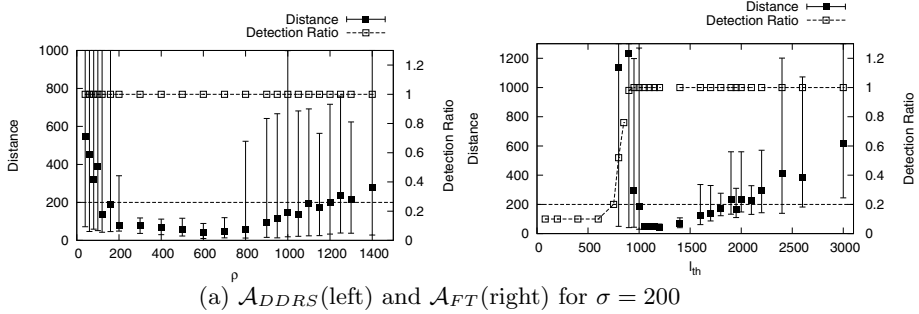 Distance
Detection Ratio
1000
800
600
400
200
0
Distance
1.2
1
0.8
0.6
0.4
0.2
0
Detection Ratio
0 200 400 600 800 1000 1200 1400
ρ
Distance
Detection Ratio
1200
1000
800
600
400
200
0
Distance
1.2
1
0.8
0.6
0.4
0.2
0
Detection Ratio
0 500 1000 1500 2000 2500 3000
l_th
(a) 𝒜_DDRS(left) and 𝒜_FT(right) for σ = 200